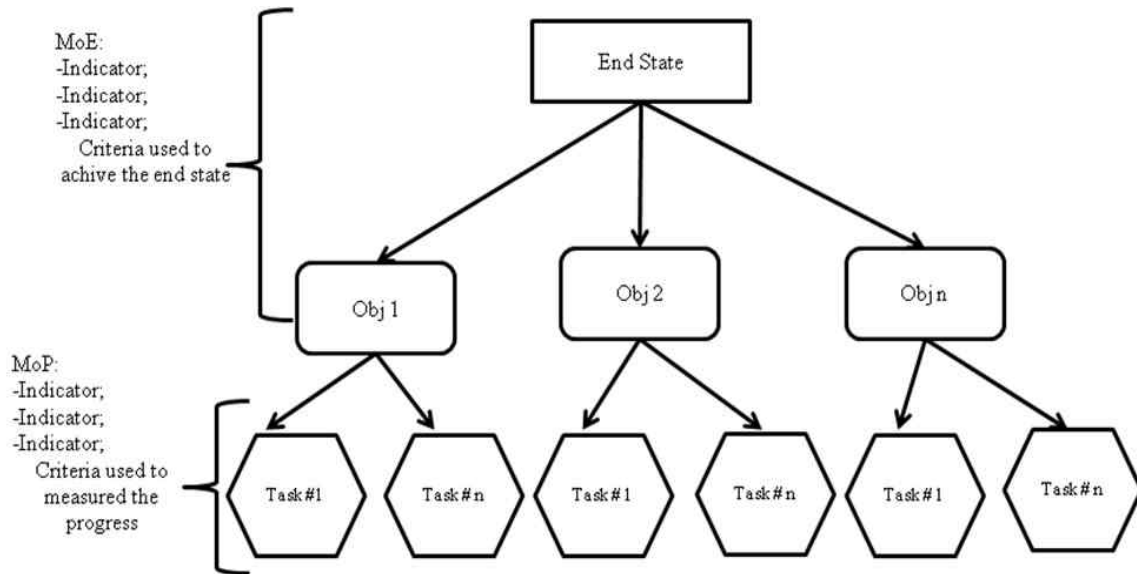 MoE:
-Indicator;
-Indicator;
-Indicator;
Criteria used to
achive the end state
End State
Obj 1
Obj 2
Obj n
MoP:
-Indicator;
-Indicator;
-Indicator;
Criteria used to
measured the
progress
Task#1
Task#n
Task#1
Task#n
Task#1
Task#n